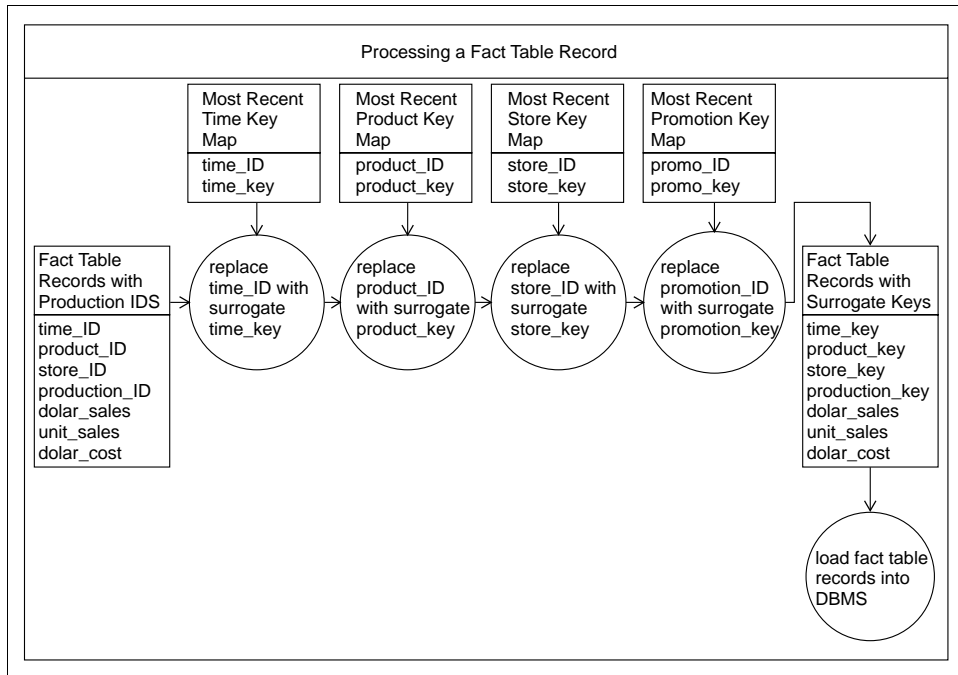 Processing a Fact Table Record
Most Recent
Time Key
Map
time_ID
time_key
Most Recent
Product Key
Map
product_ID
product_key
Most Recent
Store Key
Map
store_ID
store_key
Most Recent
Promotion Key
Map
promo_ID
promo_key
Fact Table
Records with
Production IDS
time_ID
product_ID
store_ID
production_ID
dolar_sales
unit_sales
dolar_cost
replace
time_ID with
surrogate
time_key
replace
product_ID
with surrogate
product_key
replace
store_ID with
surrogate
store_key
replace
promotion_ID
with surrogate
promotion_key
Fact Table
Records with
Surrogate Keys
time_key
product_key
store_key
production_key
dolar_sales
unit_sales
dolar_cost
load fact table
records into
DBMS